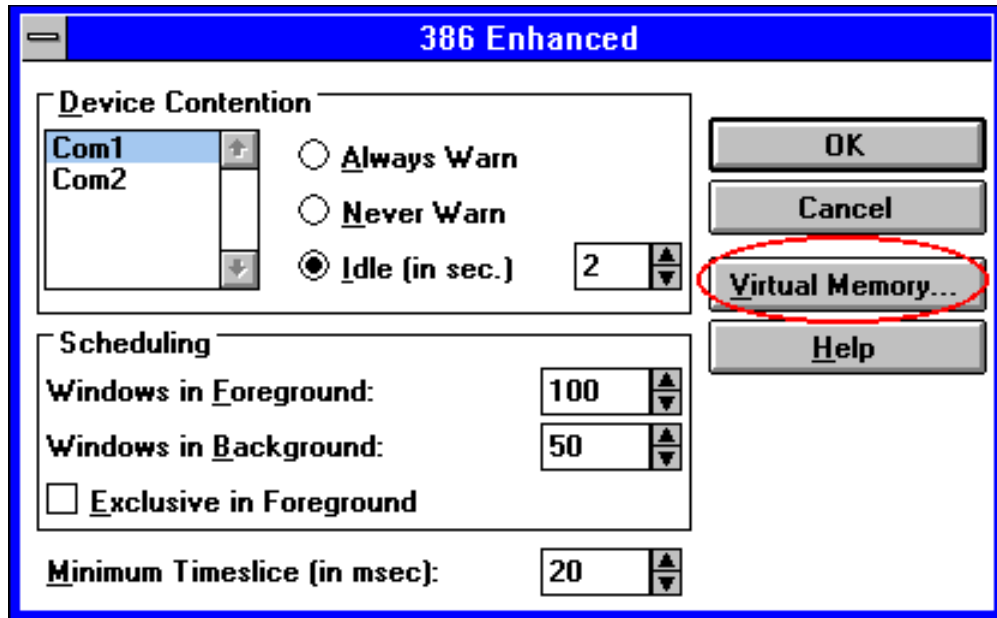 386 Enhanced
Device Contention
Com1
Com2
Always Warn
Never Warn
Idle (in sec.) 2
OK
Cancel
Virtual Memory...
Help
Scheduling
Windows in Foreground: 100
Windows in Background: 50
Exclusive in Foreground
Minimum Timeslice (in msec): 20